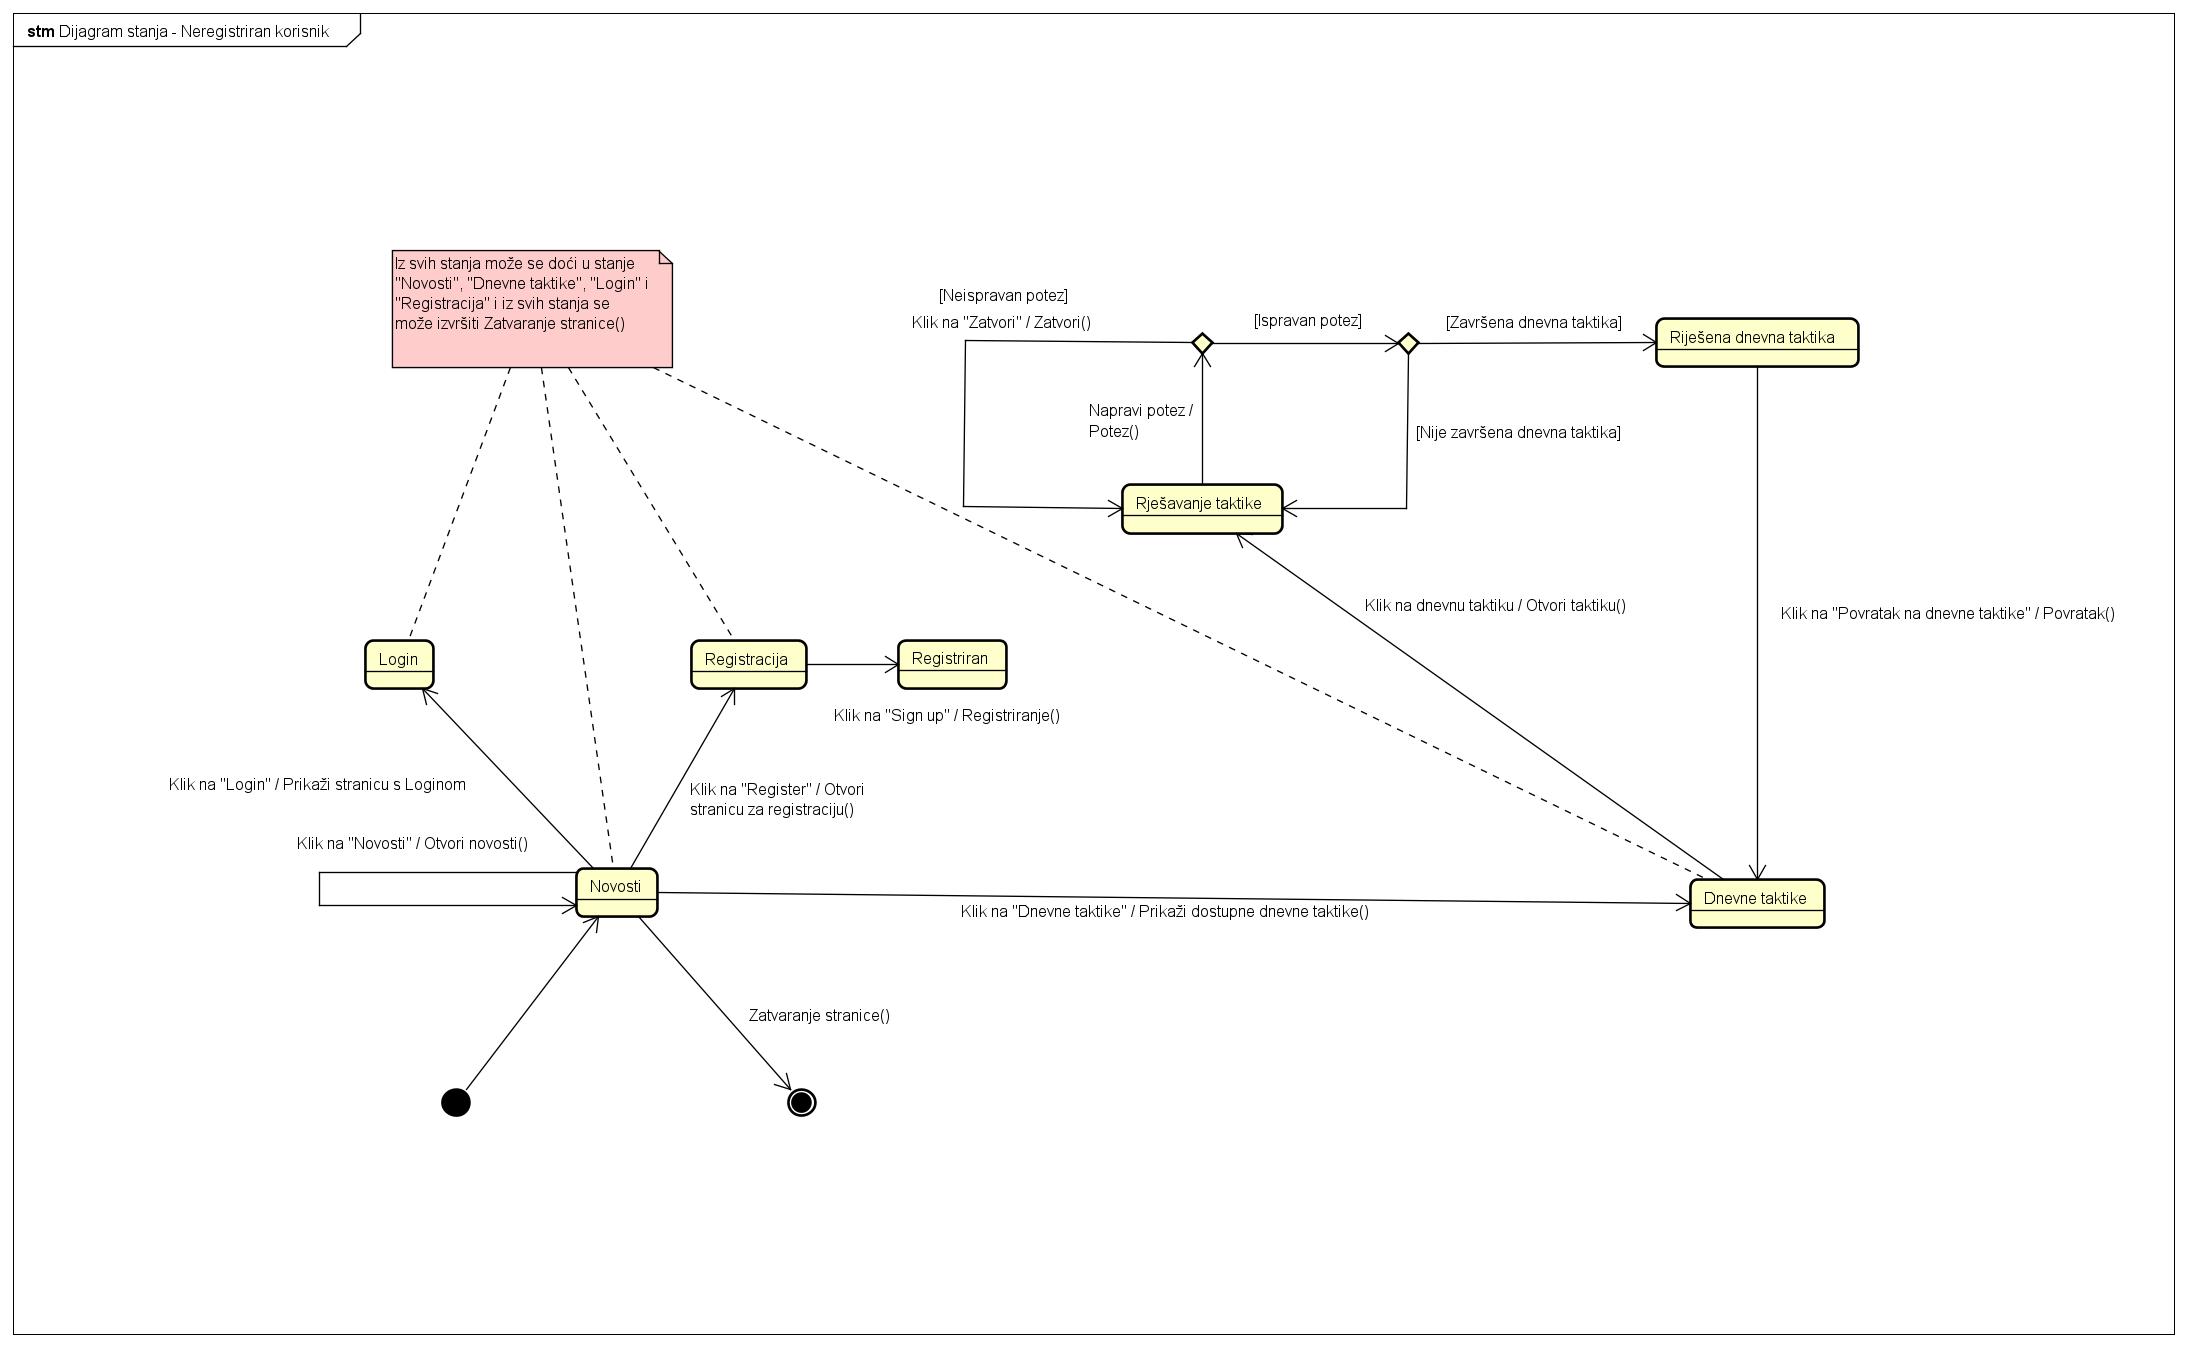 stm Dijagram stanja - Neregistriran korisnik
Iz svih stanja može se doći u stanje
"Novosti", "Dnevne taktike", "Login" i
"Registracija" i iz svih stanja se
može izvršiti Zatvaranje stranice()
[Neispravan potez]
Klik na "Zatvori" / Zatvori()
[Ispravan potez]
[Završena dnevna taktika]
Riješena dnevna taktika
Napravi potez /
Potez()
[Nije završena dnevna taktika]
Rješavanje taktike
Klik na dnevnu taktiku / Otvori taktiku()
Klik na "Povratak na dnevne taktike" / Povratak()
Login
Registracija
Registriran
Klik na "Sign up" / Registriranje()
Klik na "Login" / Prikaži stranicu s Loginom
Klik na "Register" / Otvori
stranicu za registraciju()
Klik na "Novosti" / Otvori novosti()
Novosti
Klik na "Dnevne taktike" / Prikaži dostupne dnevne taktike()
Dnevne taktike
Zatvaranje stranice()